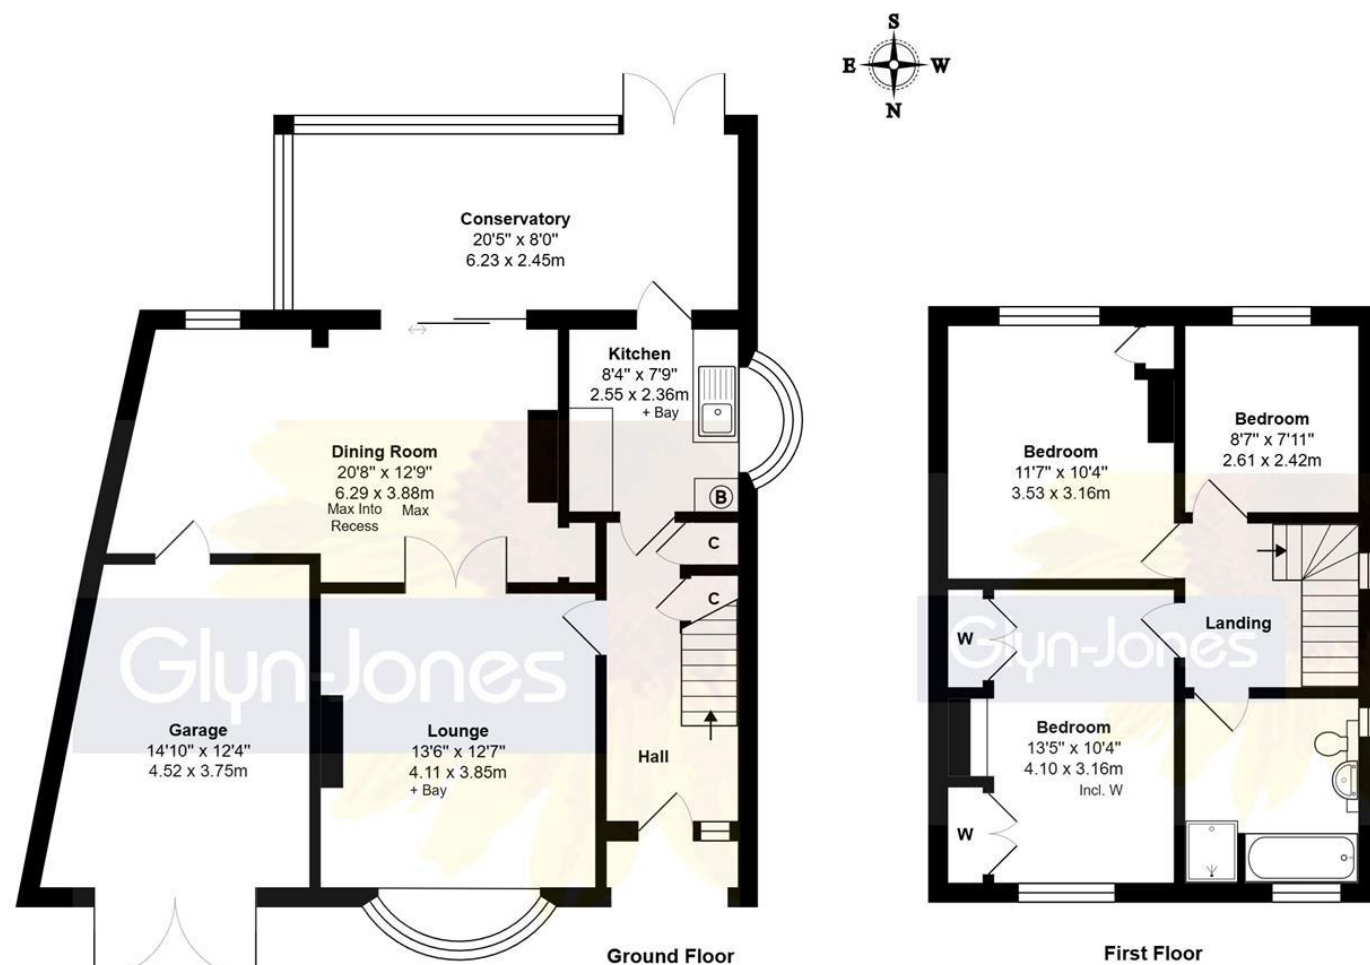 S
E W
N
Conservatory
20'5" x 8'0"
6.23 x 2.45m
Kitchen
8'4" x 7'9"
2.55 x 2.36m
+ Bay
Dining Room
20'8" x 12'9"
6.29 x 3.88m
Max Into Max
Recess
B
C
C
Glyn-Jones
Garage
14'10" x 12'4"
4.52 x 3.75m
Lounge
13'6" x 12'7"
4.11 x 3.85m
+ Bay
Hall
Ground Floor
Bedroom
11'7" x 10'4"
3.53 x 3.16m
Bedroom
8'7" x 7'11"
2.61 x 2.42m
Landing
W
Glyn-Jones
Bedroom
13'5" x 10'4"
4.10 x 3.16m
Incl. W
W
First Floor